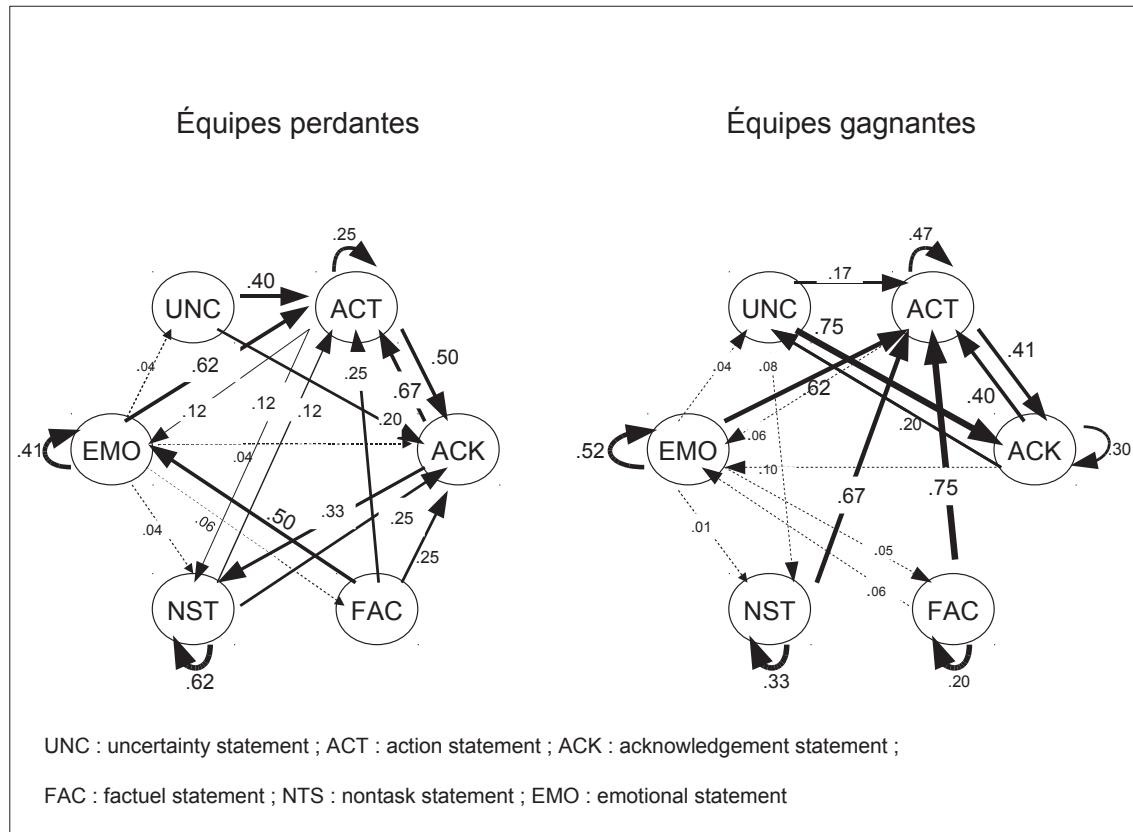 Équipes perdantes
.25
UNC
.40
ACT
.04
.62
.25
.50
.67
.12
.12
.12
.20
.41
EMO
ACK
.04
.04
.06
.50
.33
.25
.25
NST
FAC
.62
Équipes gagnantes
.47
UNC
.17
ACT
.75
.04
.08
.41
.62
.40
.20
.06
.52
EMO
ACK
.10
.30
.67
.75
.01
.05
.06
NST
FAC
.33
.20
UNC : uncertainty statement ; ACT : action statement ; ACK : acknowledgement statement ;
FAC : factuel statement ; NTS : nontask statement ; EMO : emotional statement